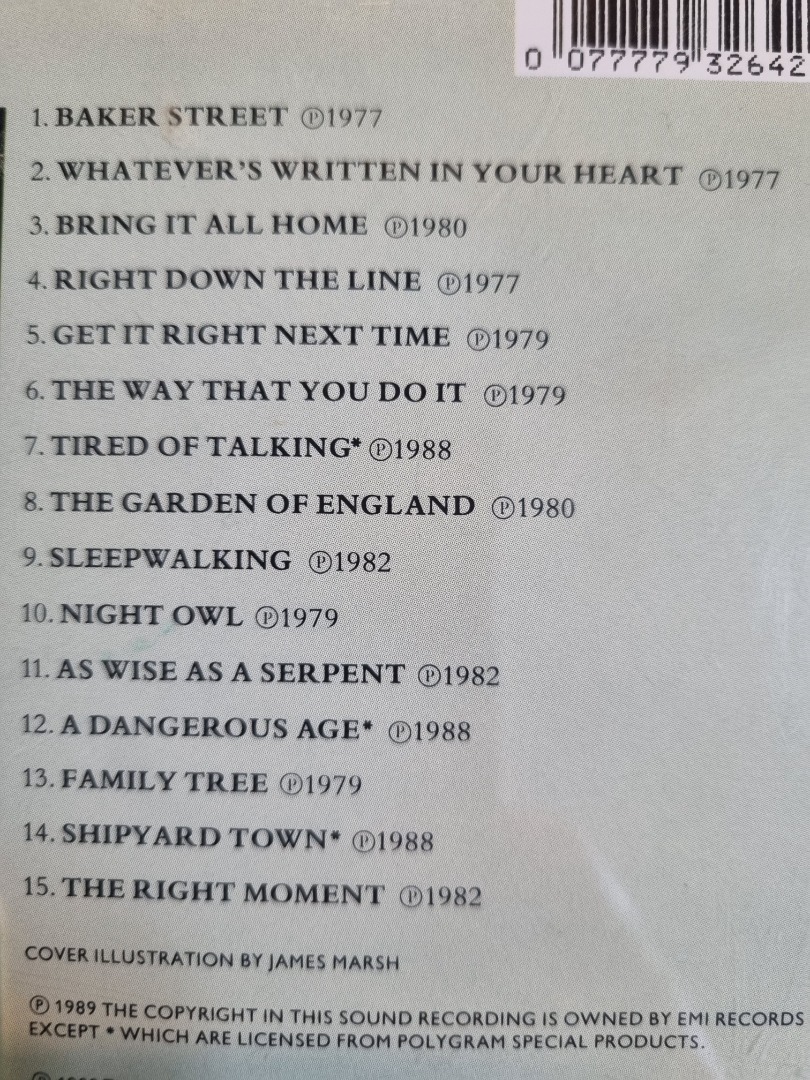 0 077779 32642
1. BAKER STREET ℗1977
2. WHATEVER'S WRITTEN IN YOUR HEART ℗1977
3. BRING IT ALL HOME ℗1980
4. RIGHT DOWN THE LINE ℗1977
5. GET IT RIGHT NEXT TIME ℗1979
6. THE WAY THAT YOU DO IT ℗1979
7. TIRED OF TALKING* ℗1988
8. THE GARDEN OF ENGLAND ℗1980
9. SLEEPWALKING ℗1982
10. NIGHT OWL ℗1979
11. AS WISE AS A SERPENT ℗1982
12. A DANGEROUS AGE* ℗1988
13. FAMILY TREE ℗1979
14. SHIPYARD TOWN* ℗1988
15. THE RIGHT MOMENT ℗1982
COVER ILLUSTRATION BY JAMES MARSH
℗ 1989 THE COPYRIGHT IN THIS SOUND RECORDING IS OWNED BY EMI RECORDS
EXCEPT * WHICH ARE LICENSED FROM POLYGRAM SPECIAL PRODUCTS.